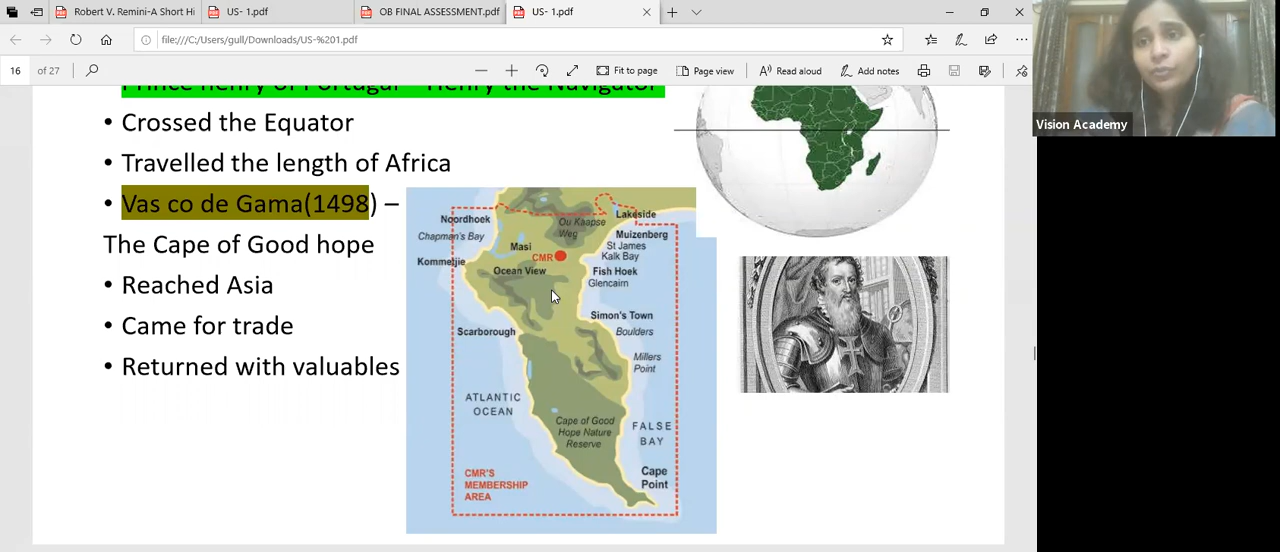 Robert V. Remini-A Short Hi
US- 1.pdf
OB FINAL ASSESSMENT.pdf
US- 1.pdf
file:///C:/Users/gull/Downloads/US-%201.pdf
16 of 27
Fit to page
Page view
Read aloud
Add notes
Vision Academy
Prince henry of Portugal – Henry the Navigator
• Crossed the Equator
• Travelled the length of Africa
• Vas co de Gama(1498) –
The Cape of Good hope
• Reached Asia
• Came for trade
• Returned with valuables
Noordhoek
Chapman's Bay
Kommetjie
Scarborough
Masi
CMR
Ocean View
Ou Kaapse
Weg
Lakeside
Muizenberg
St James
Kalk Bay
Fish Hoek
Glencairn
Simon's Town
Boulders
Millers
Point
ATLANTIC
OCEAN
Cape of Good
Hope Nature
Reserve
FALSE
BAY
Cape
Point
CMR'S
MEMBERSHIP
AREA